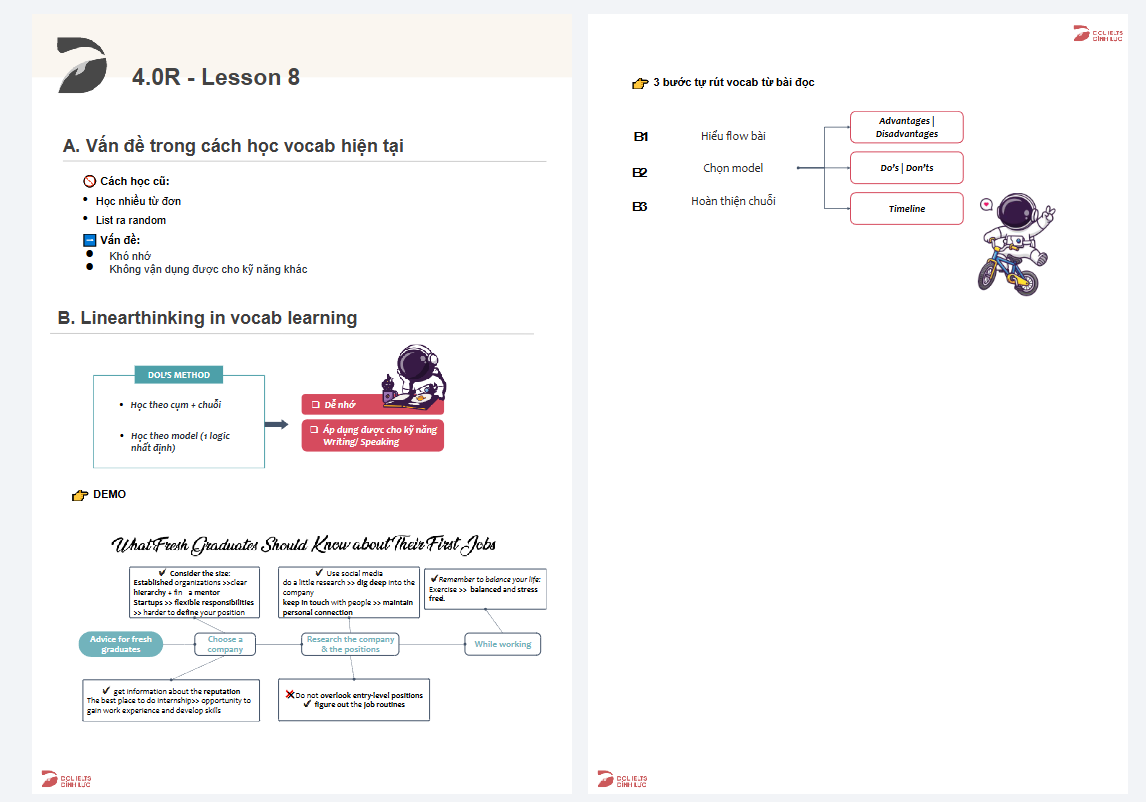 4.0R - Lesson 8
A. Vấn đề trong cách học vocab hiện tại
Cách học cũ:
Học nhiều từ đơn
List ra random
Vấn đề:
Khó nhớ
Không vận dụng được cho kỹ năng khác
B. Linearthinking in vocab learning
DOL'S METHOD
Học theo cụm + chuỗi
Học theo model (1 logic
nhất định)
Dễ nhớ
Áp dụng được cho kỹ năng
Writing/ Speaking
DEMO
What Fresh Graduates Should Know about Their First Jobs
Consider the size:
Established organizations >>clear
hierarchy + fin a mentor
Startups >> flexible responsibilities
>> harder to define your position
Use social media
do a little research >> dig deep into the
company
keep in touch with people >> maintain
personal connection
Remember to balance your life:
Exercise >> balanced and stress
free.
Advice for fresh
graduates
Choose a
company
Research the company
& the positions
While working
get information about the reputation
The best place to do internship>> opportunity to
gain work experience and develop skills
Do not overlook entry-level positions
figure out the job routines
DOL IELTS
ĐÌNH LỰC
DOL IELTS
ĐÌNH LỰC
3 bước tự rút vocab từ bài đọc
B1 Hiểu flow bài
B2 Chọn model
B3 Hoàn thiện chuỗi
Advantages |
Disadvantages
Do's | Don'ts
Timeline
DOL IELTS
ĐÌNH LỰC